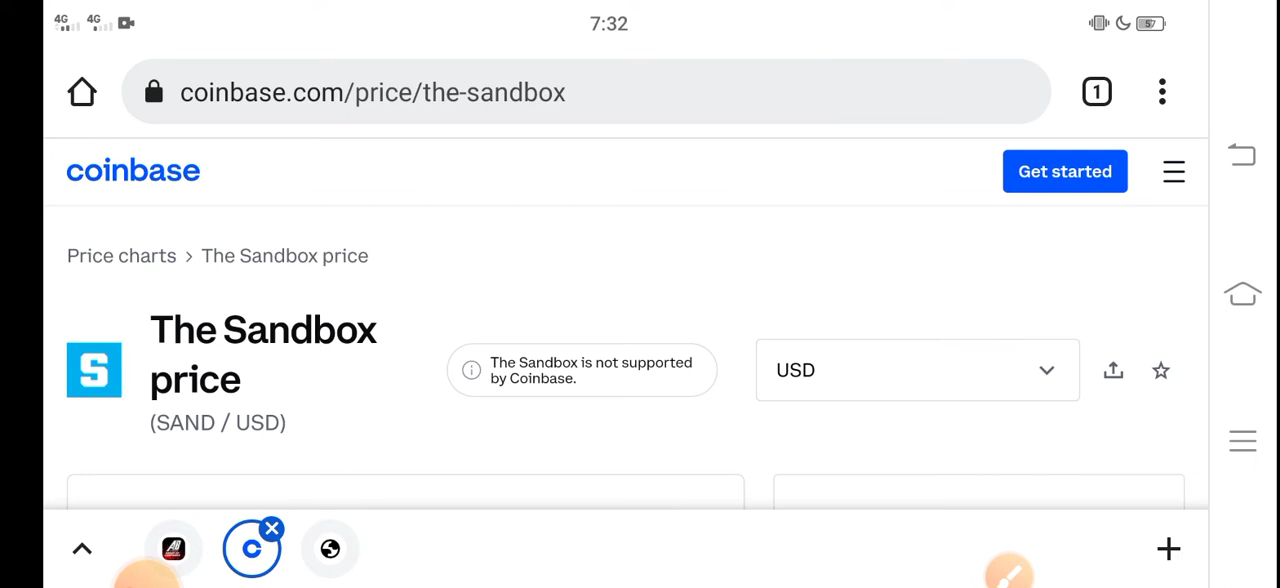 4G 4G 7:32 57
coinbase.com/price/the-sandbox 1
coinbase Get started
Price charts > The Sandbox price
The Sandbox
price
(SAND / USD)
The Sandbox is not supported
by Coinbase.
USD